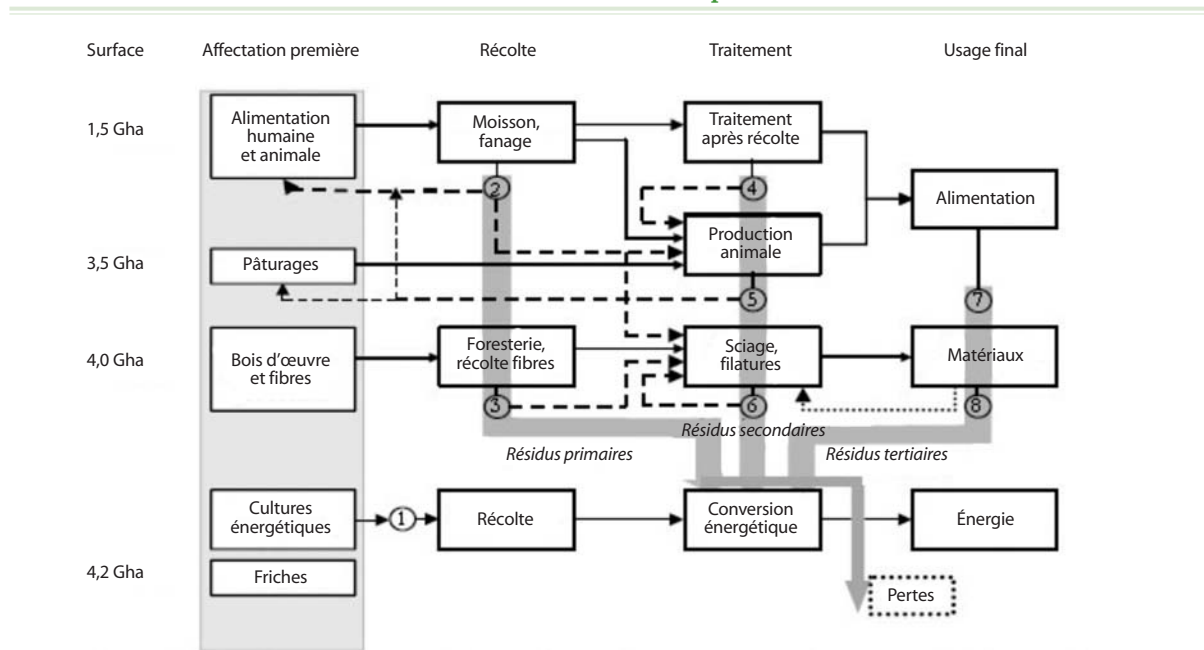 Surface
Affectation première
Récolte
Traitement
Usage final
1,5 Gha
Alimentation
humaine
et animale
Moisson,
fanage
Traitement
après récolte
2
4
Alimentation
Production
animale
3,5 Gha
Pâturages
5
7
4,0 Gha
Bois d’œuvre
et fibres
Foresterie,
récolte fibres
Sciage,
filatures
Matériaux
3
6
8
Résidus primaires
Résidus secondaires
Résidus tertiaires
Cultures
énergétiques
1
Récolte
Conversion
énergétique
Énergie
4,2 Gha
Friches
Pertes